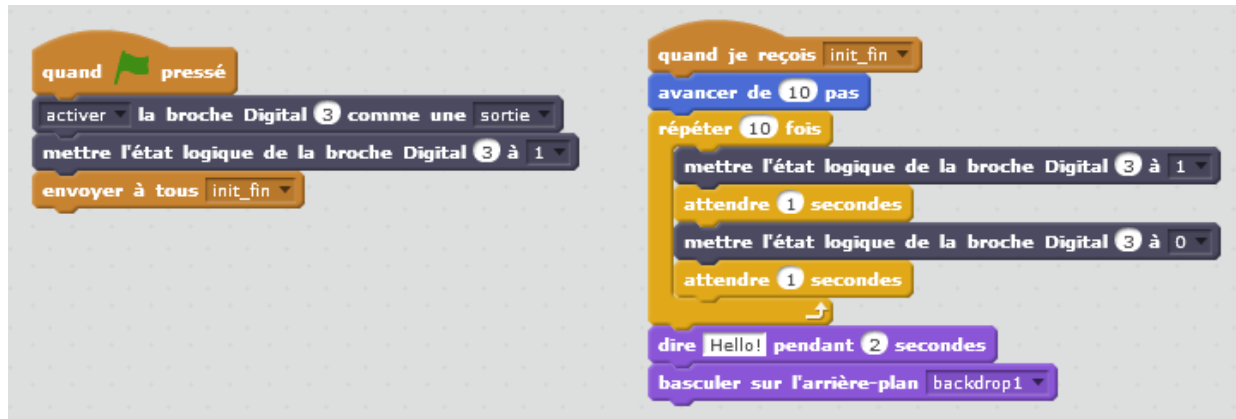 quand pressé
activer la broche Digital 3 comme une sortie
mettre l'état logique de la broche Digital 3 à 1
envoyer à tous init_fin
quand je reçois init_fin
avancer de 10 pas
répéter 10 fois
mettre l'état logique de la broche Digital 3 à 1
attendre 1 secondes
mettre l'état logique de la broche Digital 3 à 0
attendre 1 secondes
dire Hello! pendant 2 secondes
basculer sur l'arrière-plan backdrop1